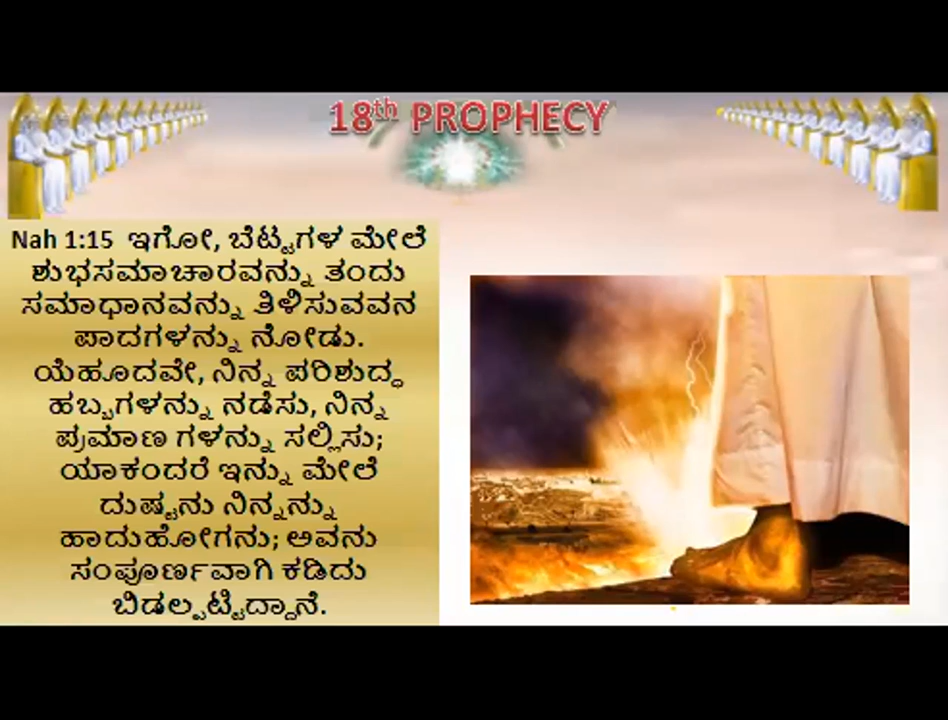 18th PROPHECY
Nah 1:15 ಇಗೋ, ಬೆಟ್ಟಗಳ ಮೇಲೆ
ಶುಭಸಮಾಚಾರವನ್ನು ತಂದು
ಸಮಾಧಾನವನ್ನು ತಿಳಿಸುವವನ
ಪಾದಗಳನ್ನು ನೋಡು.
ಯೆಹೂದವೇ, ನಿನ್ನ ಪರಿಶುದ್ಧ
ಹಬ್ಬಗಳನ್ನು ನಡೆಸು, ನಿನ್ನ
ಪ್ರಮಾಣ ಗಳನ್ನು ಸಲ್ಲಿಸು;
ಯಾಕಂದರೆ ಇನ್ನು ಮೇಲೆ
ದುಷ್ಟನು ನಿನ್ನನ್ನು
ಹಾದುಹೋಗನು; ಅವನು
ಸಂಪೂರ್ಣವಾಗಿ ಕಡಿದು
ಬಿಡಲ್ಪಟ್ಟಿದ್ದಾನೆ.